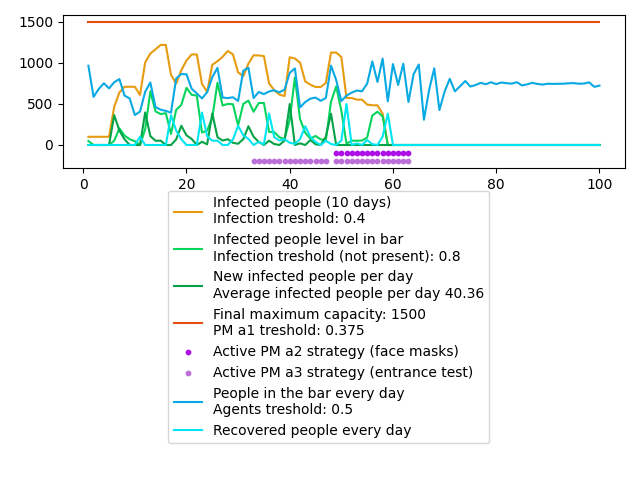 1500
1000
500
0
0
20
40
60
80
100
Infected people (10 days)
Infection treshold: 0.4
Infected people level in bar
Infection treshold (not present): 0.8
New infected people per day
Average infected people per day 40.36
Final maximum capacity: 1500
PM a1 treshold: 0.375
Active PM a2 strategy (face masks)
Active PM a3 strategy (entrance test)
People in the bar every day
Agents treshold: 0.5
Recovered people every day